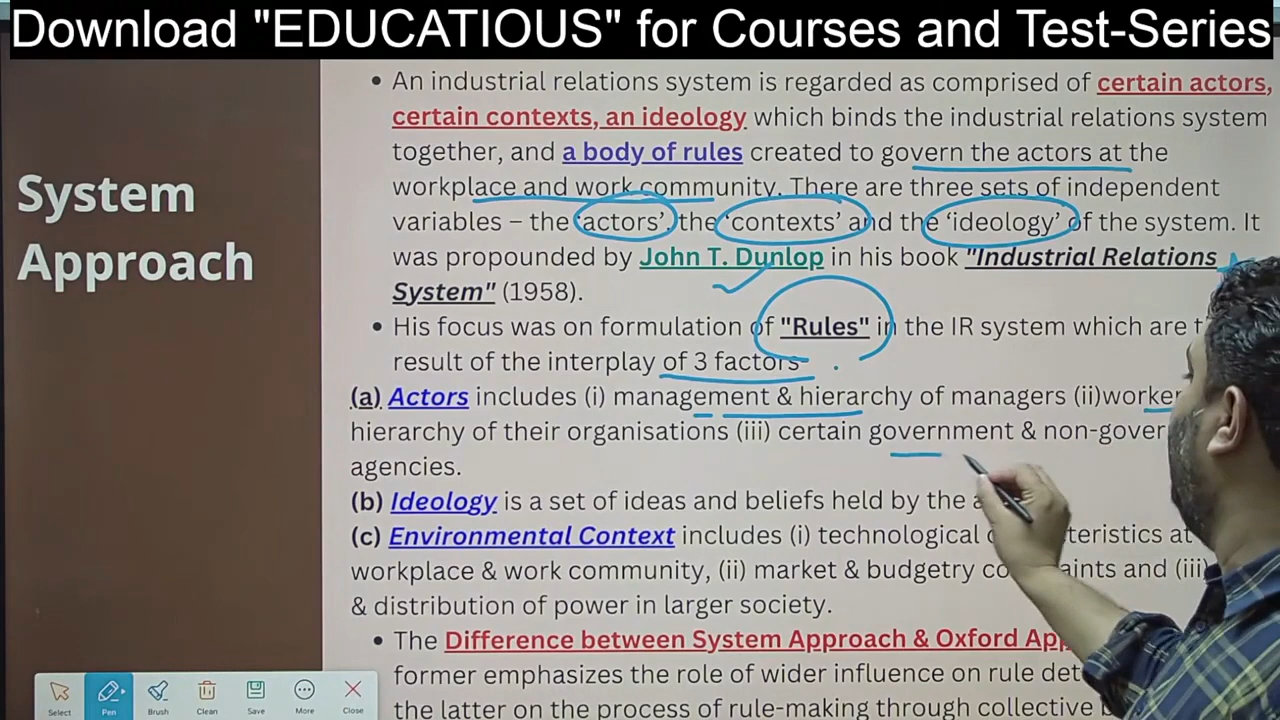 Download "EDUCATIOUS" for Courses and Test-Series
System
Approach
• An industrial relations system is regarded as comprised of certain actors,
certain contexts, an ideology which binds the industrial relations system
together, and a body of rules created to govern the actors at the
workplace and work community. There are three sets of independent
variables – the 'actors', the 'contexts' and the 'ideology' of the system. It
was propounded by John T. Dunlop in his book "Industrial Relations
System" (1958).
• His focus was on formulation of "Rules" in the IR system which are
result of the interplay of 3 factors-
(a) Actors includes (i) management & hierarchy of managers (ii)
hierarchy of their organisations (iii) certain government &
agencies.
(b) Ideology is a set of ideas and beliefs held by the
(c) Environmental Context includes (i) technological at
workplace & work community, (ii) market & budgetry and (iii)
& distribution of power in larger society.
• The Difference between System Approach & Oxford
former emphasizes the role of wider influence on rule
the latter on the process of rule-making through collective
Select Pen Brush Clean Save More Close